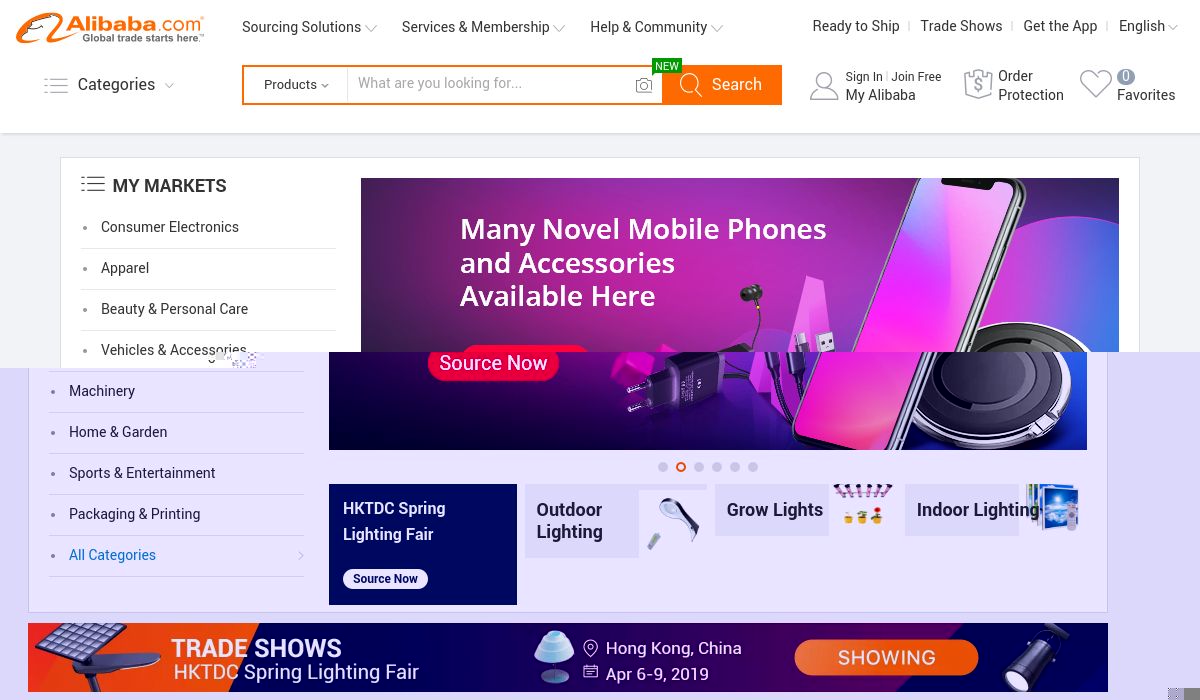 Alibaba.com
Global trade starts here.™
Sourcing Solutions
Services & Membership
Help & Community
Ready to Ship
Trade Shows
Get the App
English
Categories
Products
What are you looking for...
NEW
Search
Sign In
Join Free
My Alibaba
Order
Protection
0
Favorites
MY MARKETS
Consumer Electronics
Apparel
Beauty & Personal Care
Vehicles & Accessories
Machinery
Home & Garden
Sports & Entertainment
Packaging & Printing
All Categories
Many Novel Mobile Phones
and Accessories
Available Here
Source Now
HKTDC Spring
Lighting Fair
Source Now
Outdoor
Lighting
Grow Lights
Indoor Lighting
TRADE SHOWS
HKTDC Spring Lighting Fair
Hong Kong, China
Apr 6-9, 2019
SHOWING